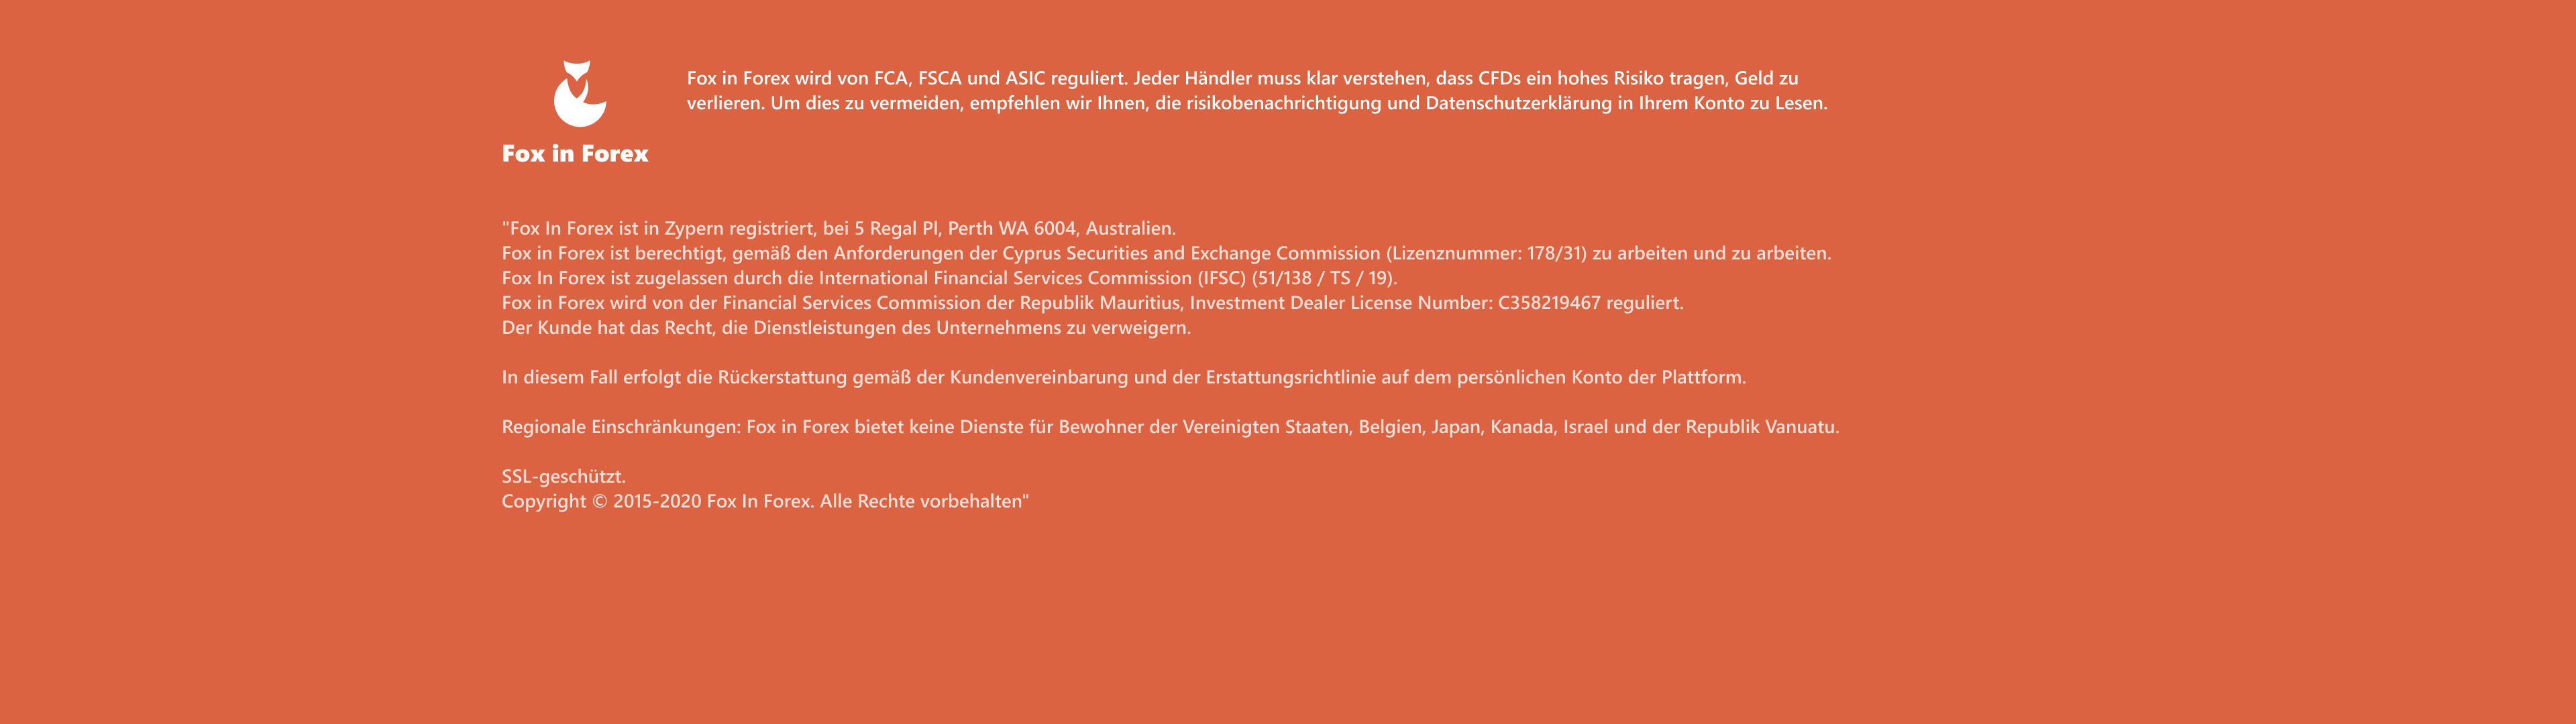 Fox in Forex wird von FCA, FSCA und ASIC reguliert. Jeder Händler muss klar verstehen, dass CFDs ein hohes Risiko tragen, Geld zu
verlieren. Um dies zu vermeiden, empfehlen wir Ihnen, die risikobenachrichtigung und Datenschutzerklärung in Ihrem Konto zu Lesen.
Fox in Forex
"Fox In Forex ist in Zypern registriert, bei 5 Regal Pl, Perth WA 6004, Australien.
Fox in Forex ist berechtigt, gemäß den Anforderungen der Cyprus Securities and Exchange Commission (Lizenznummer: 178/31) zu arbeiten und zu arbeiten.
Fox In Forex ist zugelassen durch die International Financial Services Commission (IFSC) (51/138 / TS / 19).
Fox in Forex wird von der Financial Services Commission der Republik Mauritius, Investment Dealer License Number: C358219467 reguliert.
Der Kunde hat das Recht, die Dienstleistungen des Unternehmens zu verweigern.
In diesem Fall erfolgt die Rückerstattung gemäß der Kundenvereinbarung und der Erstattungsrichtlinie auf dem persönlichen Konto der Plattform.
Regionale Einschränkungen: Fox in Forex bietet keine Dienste für Bewohner der Vereinigten Staaten, Belgien, Japan, Kanada, Israel und der Republik Vanuatu.
SSL-geschützt.
Copyright © 2015-2020 Fox In Forex. Alle Rechte vorbehalten"